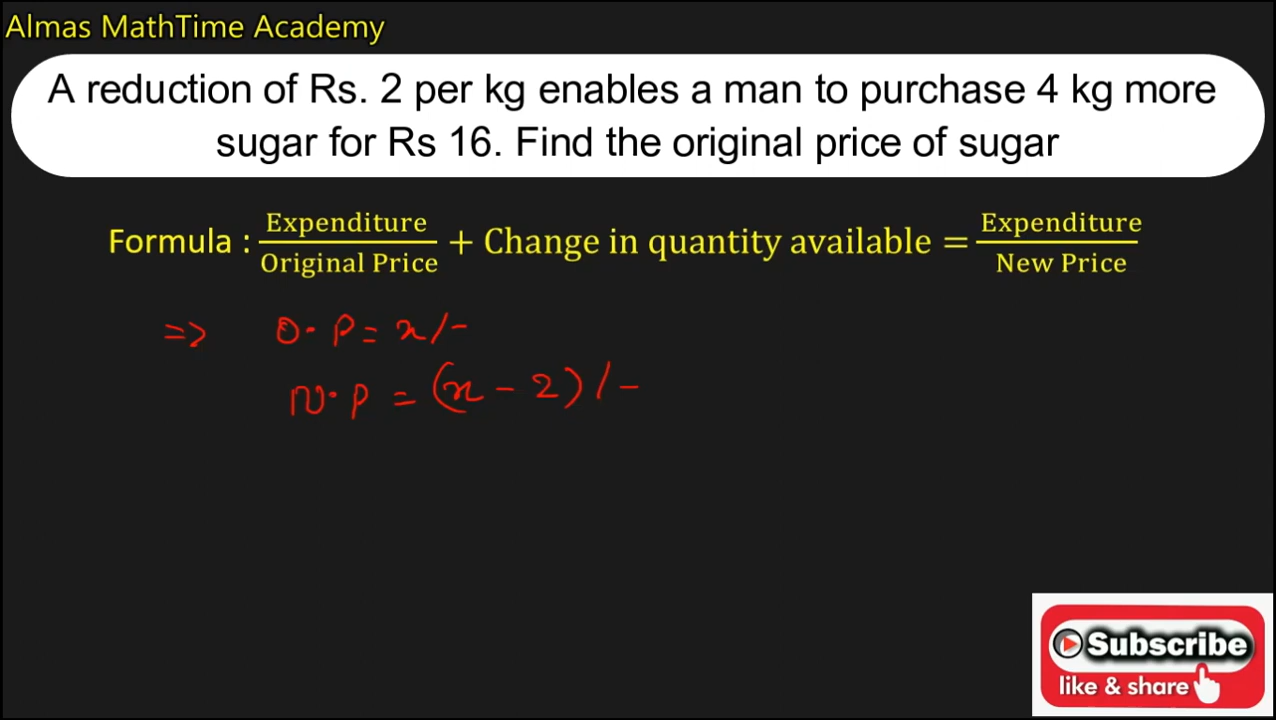 Almas MathTime Academy
A reduction of Rs. 2 per kg enables a man to purchase 4 kg more
sugar for Rs 16. Find the original price of sugar
Formula : Expenditure/Original Price + Change in quantity available = Expenditure/New Price
=> O.P = x/-
N.P = (x - 2)/-
Subscribe
like & share